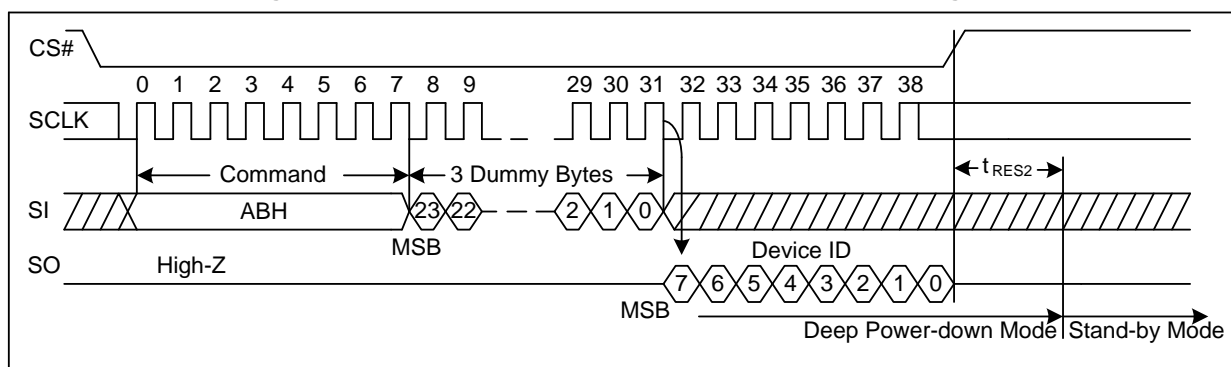 CS#
0 1 2 3 4 5 6 7 8 9 29 30 31 32 33 34 35 36 37 38
SCLK
Command 3 Dummy Bytes tRES2
SI ABH 23 22 2 1 0
MSB Device ID
SO High-Z 7 6 5 4 3 2 1 0
MSB
Deep Power-down Mode Stand-by Mode